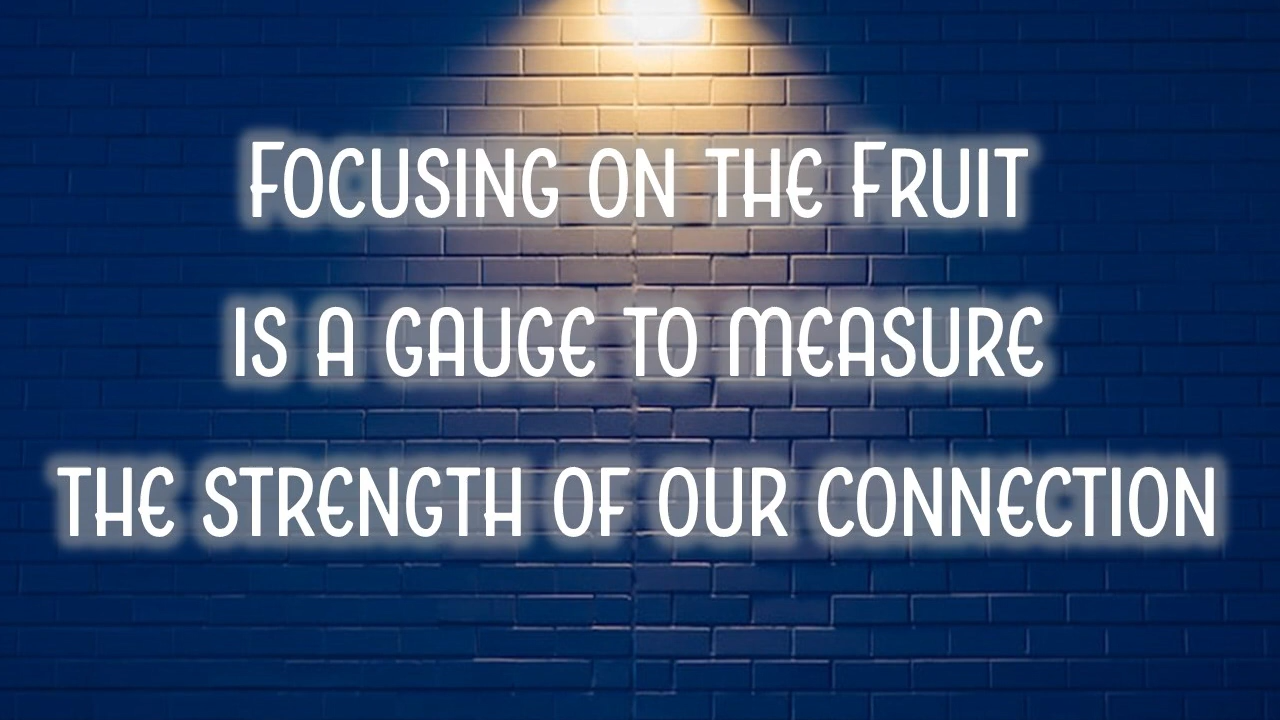 Focusing on the Fruit
is a gauge to measure
the strength of our connection